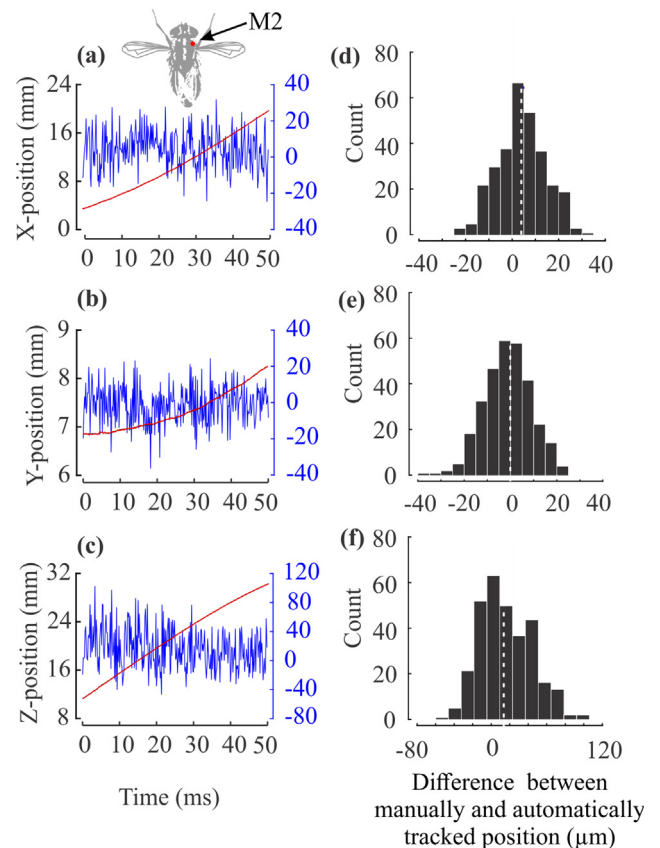 M2
(a)
X-position (mm)
24
16
8
0
40
20
0
-20
-40
0 10 20 30 40 50
(d)
Count
80
60
40
20
0
-40 0 20 40
(b)
Y-position (mm)
9
8
7
6
40
20
0
-20
-40
0 10 20 30 40 50
(e)
Count
80
60
40
20
0
-40 0 20 40
(c)
Z-position (mm)
32
24
16
8
120
80
40
0
-40
-80
0 10 20 30 40 50
Time (ms)
(f)
Count
80
60
40
20
0
-80 0 120
Difference between
manually and automatically
tracked position (µm)